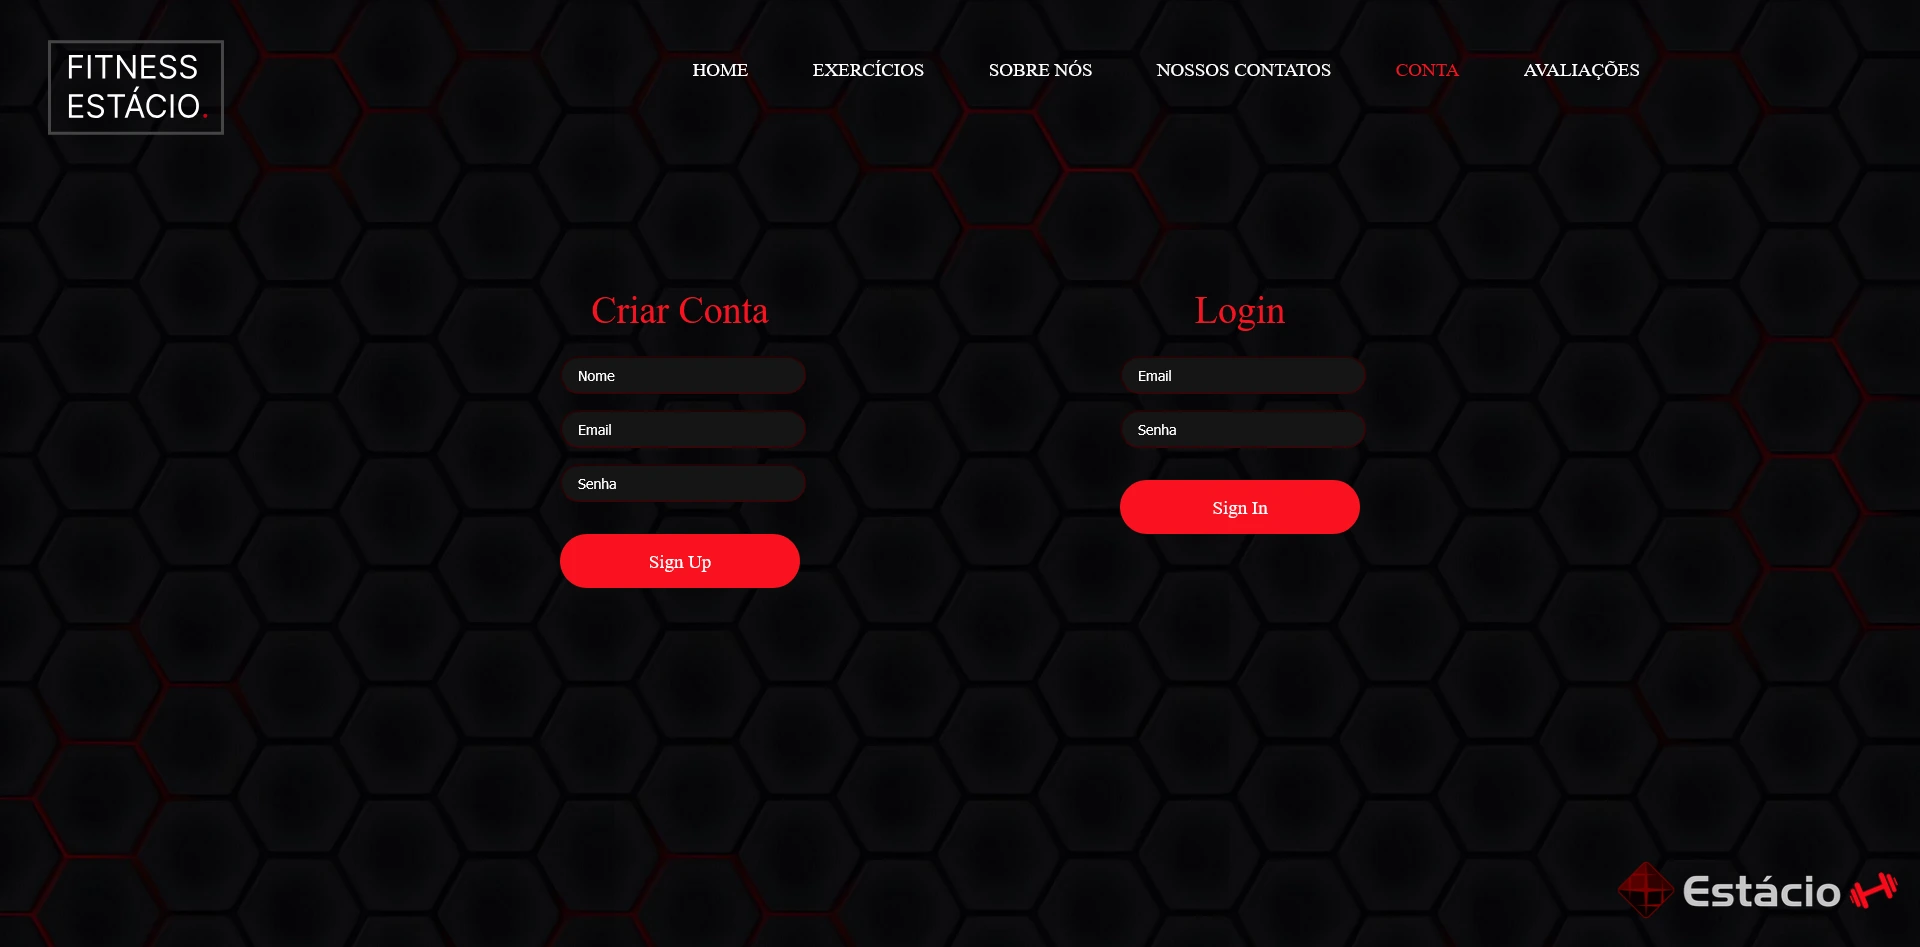 FITNESS
ESTÁCIO.
HOME EXERCÍCIOS SOBRE NÓS NOSSOS CONTATOS CONTA AVALIAÇÕES
Criar Conta
Nome
Email
Senha
Sign Up
Login
Email
Senha
Sign In
Estácio